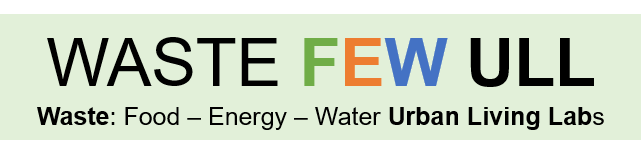 WASTE FEW ULL
Waste: Food – Energy – Water Urban Living Labs